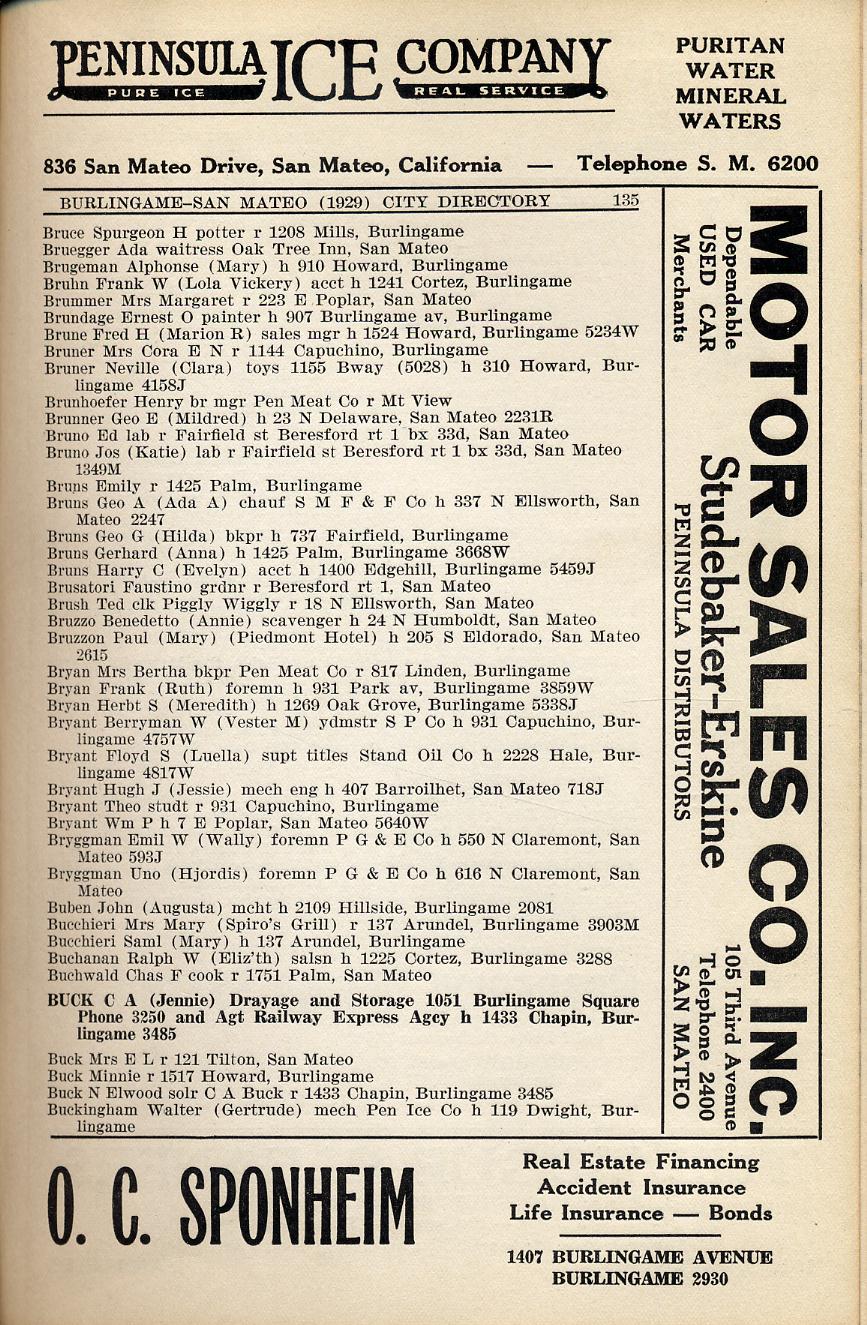 PENINSULA ICE COMPANY
PURE ICE REAL SERVICE
PURITAN
WATER
MINERAL
WATERS
836 San Mateo Drive, San Mateo, California — Telephone S. M. 6200
BURLINGAME–SAN MATEO (1929) CITY DIRECTORY 135
Bruce Spurgeon H potter r 1208 Mills, Burlingame
Bruegger Ada waitress Oak Tree Inn, San Mateo
Brugeman Alphonse (Mary) h 910 Howard, Burlingame
Bruhn Frank W (Lola Vickery) acct h 1241 Cortez, Burlingame
Brummer Mrs Margaret r 223 E Poplar, San Mateo
Brundage Ernest O painter h 907 Burlingame av, Burlingame
Brune Fred H (Marion R) sales mgr h 1524 Howard, Burlingame 5234W
Bruner Mrs Cora E N r 1144 Capuchino, Burlingame
Bruner Neville (Clara) toys 1155 Bway (5028) h 310 Howard, Bur-
lingame 4158J
Brunhoefer Henry br mgr Pen Meat Co r Mt View
Brunner Geo E (Mildred) h 23 N Delaware, San Mateo 2231R
Bruno Ed lab r Fairfield st Beresford rt 1 bx 33d, San Mateo
Bruno Jos (Katie) lab r Fairfield st Beresford rt 1 bx 33d, San Mateo
1349M
Bruns Emily r 1425 Palm, Burlingame
Bruns Geo A (Ada A) chauf S M F & F Co h 337 N Ellsworth, San
Mateo 2247
Bruns Geo G (Hilda) bkpr h 737 Fairfield, Burlingame
Bruns Gerhard (Anna) h 1425 Palm, Burlingame 3668W
Bruns Harry C (Evelyn) acct h 1400 Edgehill, Burlingame 5459J
Brusatori Faustino grdnr r Beresford rt 1, San Mateo
Brush Ted clk Piggly Wiggly r 18 N Ellsworth, San Mateo
Bruzzo Benedetto (Annie) scavenger h 24 N Humboldt, San Mateo
Bruzzon Paul (Mary) (Piedmont Hotel) h 205 S Eldorado, San Mateo
2615
Bryan Mrs Bertha bkpr Pen Meat Co r 817 Linden, Burlingame
Bryan Frank (Ruth) foremn h 931 Park av, Burlingame 3859W
Bryan Herbt S (Meredith) h 1269 Oak Grove, Burlingame 5338J
Bryant Berryman W (Vester M) ydmstr S P Co h 931 Capuchino, Bur-
lingame 4757W
Bryant Floyd S (Luella) supt titles Stand Oil Co h 2228 Hale, Bur-
lingame 4817W
Bryant Hugh J (Jessie) mech eng h 407 Barroilhet, San Mateo 718J
Bryant Theo studt r 931 Capuchino, Burlingame
Bryant Wm P h 7 E Poplar, San Mateo 5640W
Bryggman Emil W (Wally) foremn P G & E Co h 550 N Claremont, San
Mateo 593J
Bryggman Uno (Hjordis) foremn P G & E Co h 616 N Claremont, San
Mateo
Buben John (Augusta) mcht h 2109 Hillside, Burlingame 2081
Bucchieri Mrs Mary (Spiro's Grill) r 137 Arundel, Burlingame 3903M
Bucchieri Saml (Mary) h 137 Arundel, Burlingame
Buchanan Ralph W (Eliz'th) salsn h 1225 Cortez, Burlingame 3288
Buchwald Chas F cook r 1751 Palm, San Mateo
BUCK C A (Jennie) Drayage and Storage 1051 Burlingame Square
Phone 3250 and Agt Railway Express Agcy h 1433 Chapin, Bur-
lingame 3485
Buck Mrs E L r 121 Tilton, San Mateo
Buck Minnie r 1517 Howard, Burlingame
Buck N Elwood solr C A Buck r 1433 Chapin, Burlingame 3485
Buckingham Walter (Gertrude) mech Pen Ice Co h 119 Dwight, Bur-
lingame
MOTOR SALES CO. INC.
Dependable
USED CAR
Merchants
Studebaker-Erskine
PENINSULA DISTRIBUTORS
105 Third Avenue
Telephone 2400
SAN MATEO
O. C. SPONHEIM
Real Estate Financing
Accident Insurance
Life Insurance — Bonds
1407 BURLINGAME AVENUE
BURLINGAME 2930